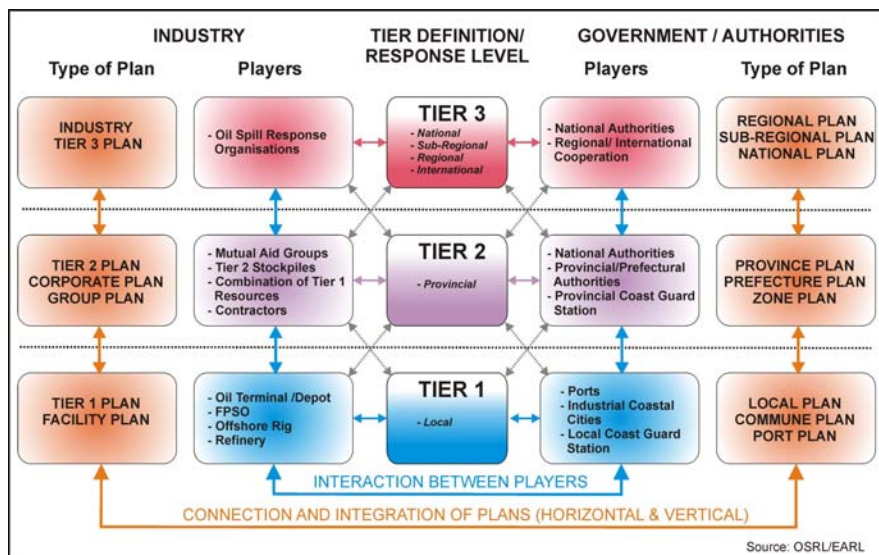 INDUSTRY
TIER DEFINITION/
RESPONSE LEVEL
GOVERNMENT / AUTHORITIES
Type of Plan
Players
Players
Type of Plan
INDUSTRY
TIER 3 PLAN
- Oil Spill Response
Organisations
TIER 3
- National
- Sub-Regional
- Regional
- International
- National Authorities
- Regional/ International
Cooperation
REGIONAL PLAN
SUB-REGIONAL PLAN
NATIONAL PLAN
TIER 2 PLAN
CORPORATE PLAN
GROUP PLAN
- Mutual Aid Groups
- Tier 2 Stockpiles
- Combination of Tier 1
Resources
- Contractors
TIER 2
- Provincial
- National Authorities
- Provincial/Prefectural
Authorities
- Provincial Coast Guard
Station
PROVINCE PLAN
PREFECTURE PLAN
ZONE PLAN
TIER 1 PLAN
FACILITY PLAN
- Oil Terminal /Depot
- FPSO
- Offshore Rig
- Refinery
TIER 1
- Local
- Ports
- Industrial Coastal
Cities
- Local Coast Guard
Station
LOCAL PLAN
COMMUNE PLAN
PORT PLAN
INTERACTION BETWEEN PLAYERS
CONNECTION AND INTEGRATION OF PLANS (HORIZONTAL & VERTICAL)
Source: OSRL/EARL